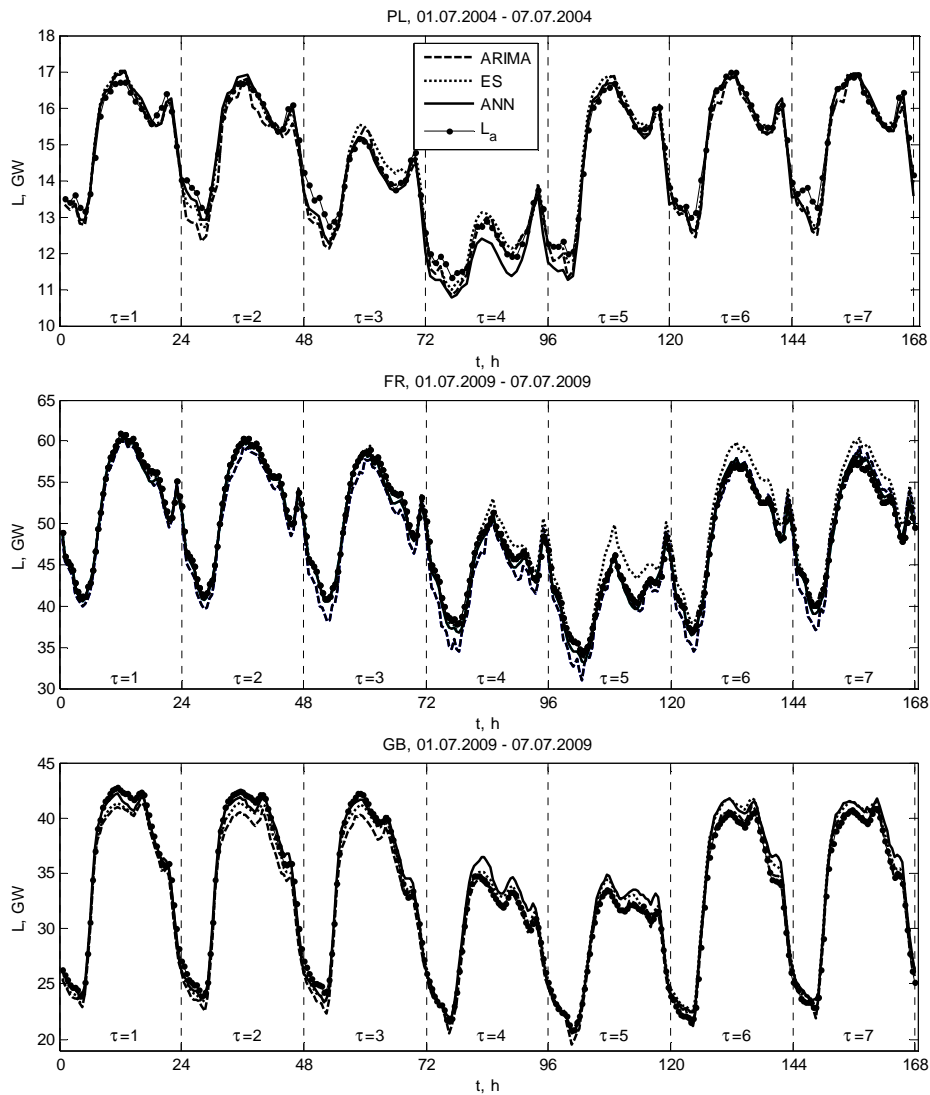 PL, 01.07.2004 - 07.07.2004
18
17
16
15
14
13
12
11
10
L, GW
ARIMA
ES
ANN
L_a
τ=1 τ=2 τ=3 τ=4 τ=5 τ=6 τ=7
0 24 48 72 96 120 144 168
t, h
FR, 01.07.2009 - 07.07.2009
65
60
55
50
45
40
35
30
L, GW
τ=1 τ=2 τ=3 τ=4 τ=5 τ=6 τ=7
0 24 48 72 96 120 144 168
t, h
GB, 01.07.2009 - 07.07.2009
45
40
35
30
25
20
L, GW
τ=1 τ=2 τ=3 τ=4 τ=5 τ=6 τ=7
0 24 48 72 96 120 144 168
t, h